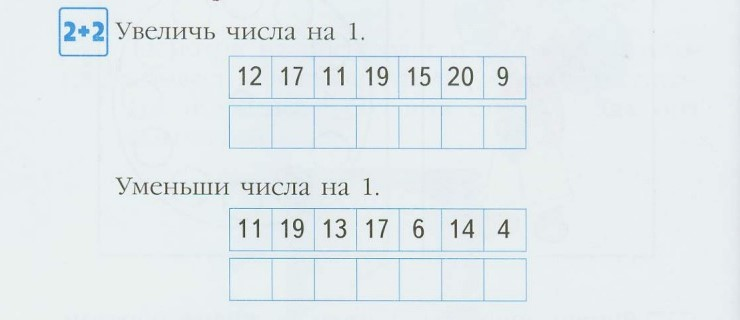 2+2 Увеличь числа на 1.
12 17 11 19 15 20 9
Уменьши числа на 1.
11 19 13 17 6 14 4